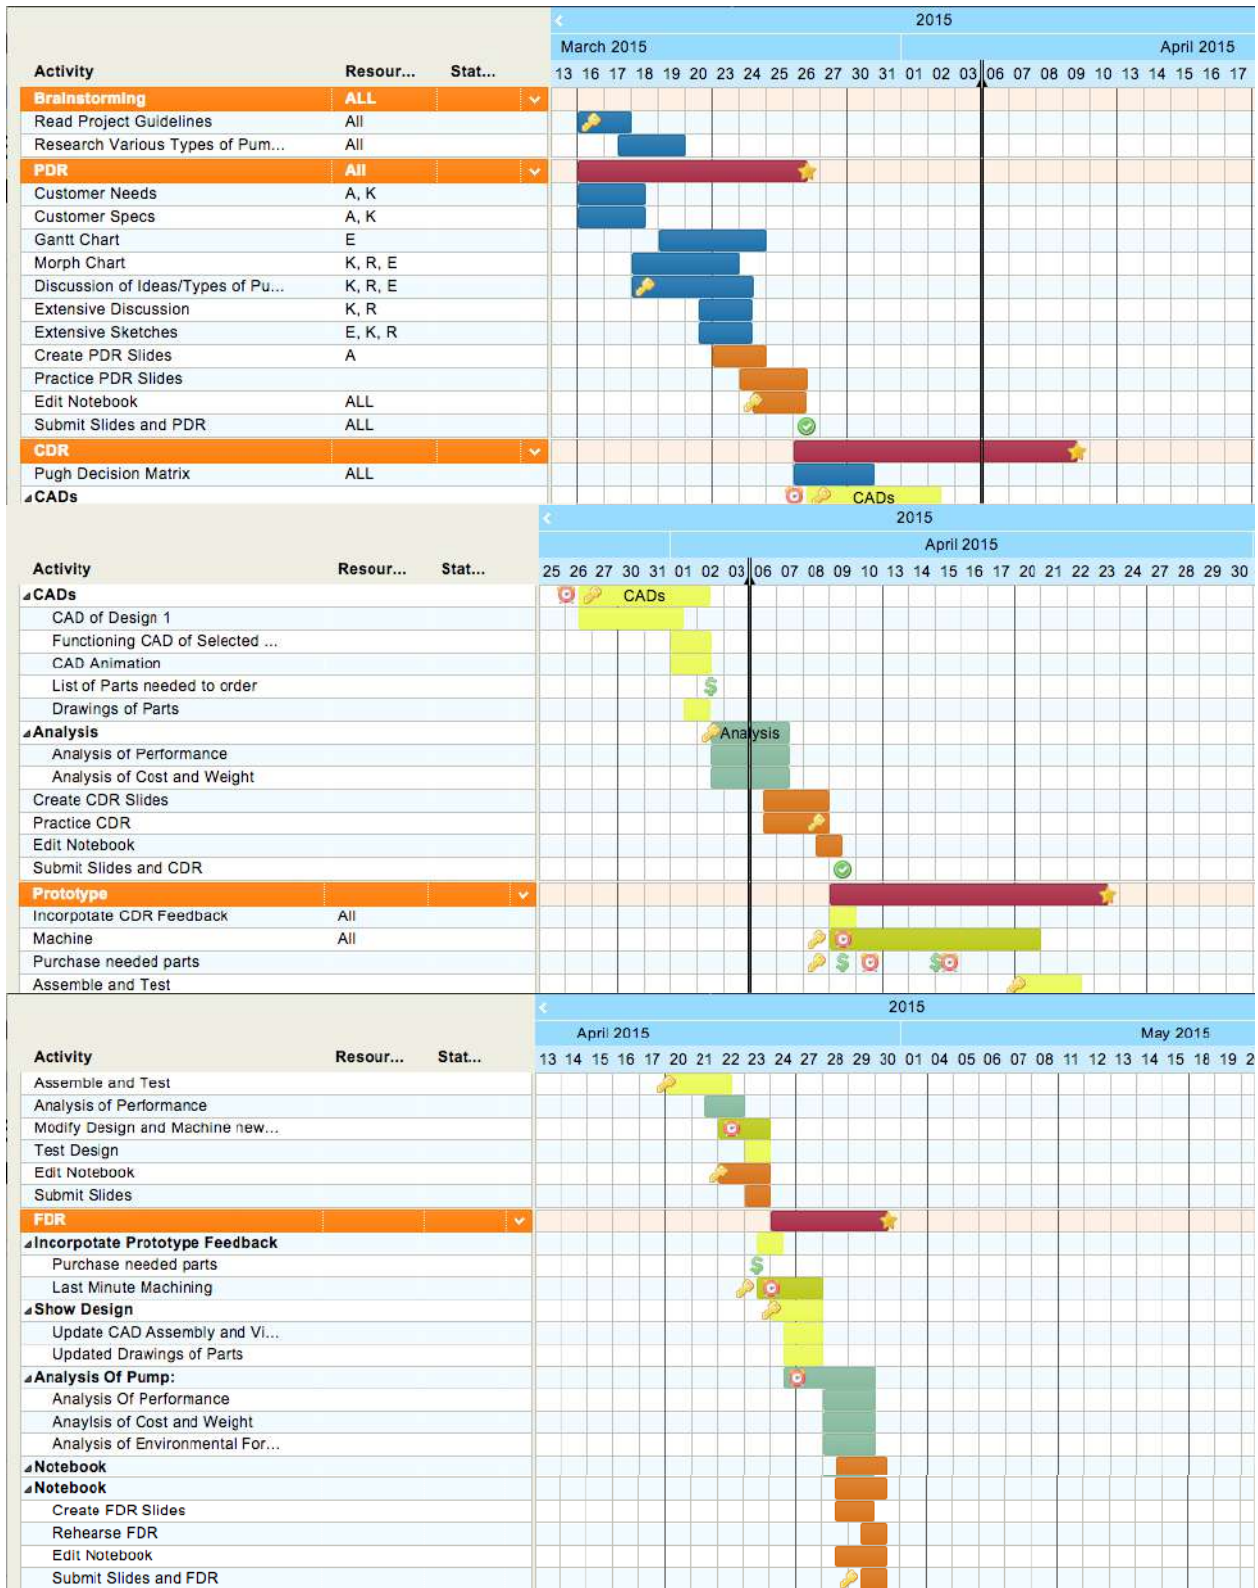 2015
March 2015 April 2015
Activity Resour... Stat... 13 16 17 18 19 20 23 24 25 26 27 30 31 01 02 03 06 07 08 09 10 13 14 15 16 17
Brainstorming ALL
Read Project Guidelines All
Research Various Types of Pum... All
PDR All
Customer Needs A, K
Customer Specs A, K
Gantt Chart E
Morph Chart K, R, E
Discussion of Ideas/Types of Pu... K, R, E
Extensive Discussion K, R
Extensive Sketches E, K, R
Create PDR Slides A
Practice PDR Slides
Edit Notebook ALL
Submit Slides and PDR ALL
CDR
Pugh Decision Matrix ALL
CADs CADs
2015
April 2015
Activity Resour... Stat... 25 26 27 30 31 01 02 03 06 07 08 09 10 13 14 15 16 17 20 21 22 23 24 27 28 29 30
CADs CADs
CAD of Design 1
Functioning CAD of Selected ...
CAD Animation
List of Parts needed to order $
Drawings of Parts
Analysis Analysis
Analysis of Performance
Analysis of Cost and Weight
Create CDR Slides
Practice CDR
Edit Notebook
Submit Slides and CDR
Prototype
Incorpotate CDR Feedback All
Machine All
Purchase needed parts $ $
Assemble and Test
2015
April 2015 May 2015
Activity Resour... Stat... 13 14 15 16 17 20 21 22 23 24 27 28 29 30 01 04 05 06 07 08 11 12 13 14 15 18 19 2
Assemble and Test
Analysis of Performance
Modify Design and Machine new...
Test Design
Edit Notebook
Submit Slides
FDR
Incorpotate Prototype Feedback
Purchase needed parts $
Last Minute Machining
Show Design
Update CAD Assembly and Vi...
Updated Drawings of Parts
Analysis Of Pump:
Analysis Of Performance
Anaylsis of Cost and Weight
Analysis of Environmental For...
Notebook
Notebook
Create FDR Slides
Rehearse FDR
Edit Notebook
Submit Slides and FDR